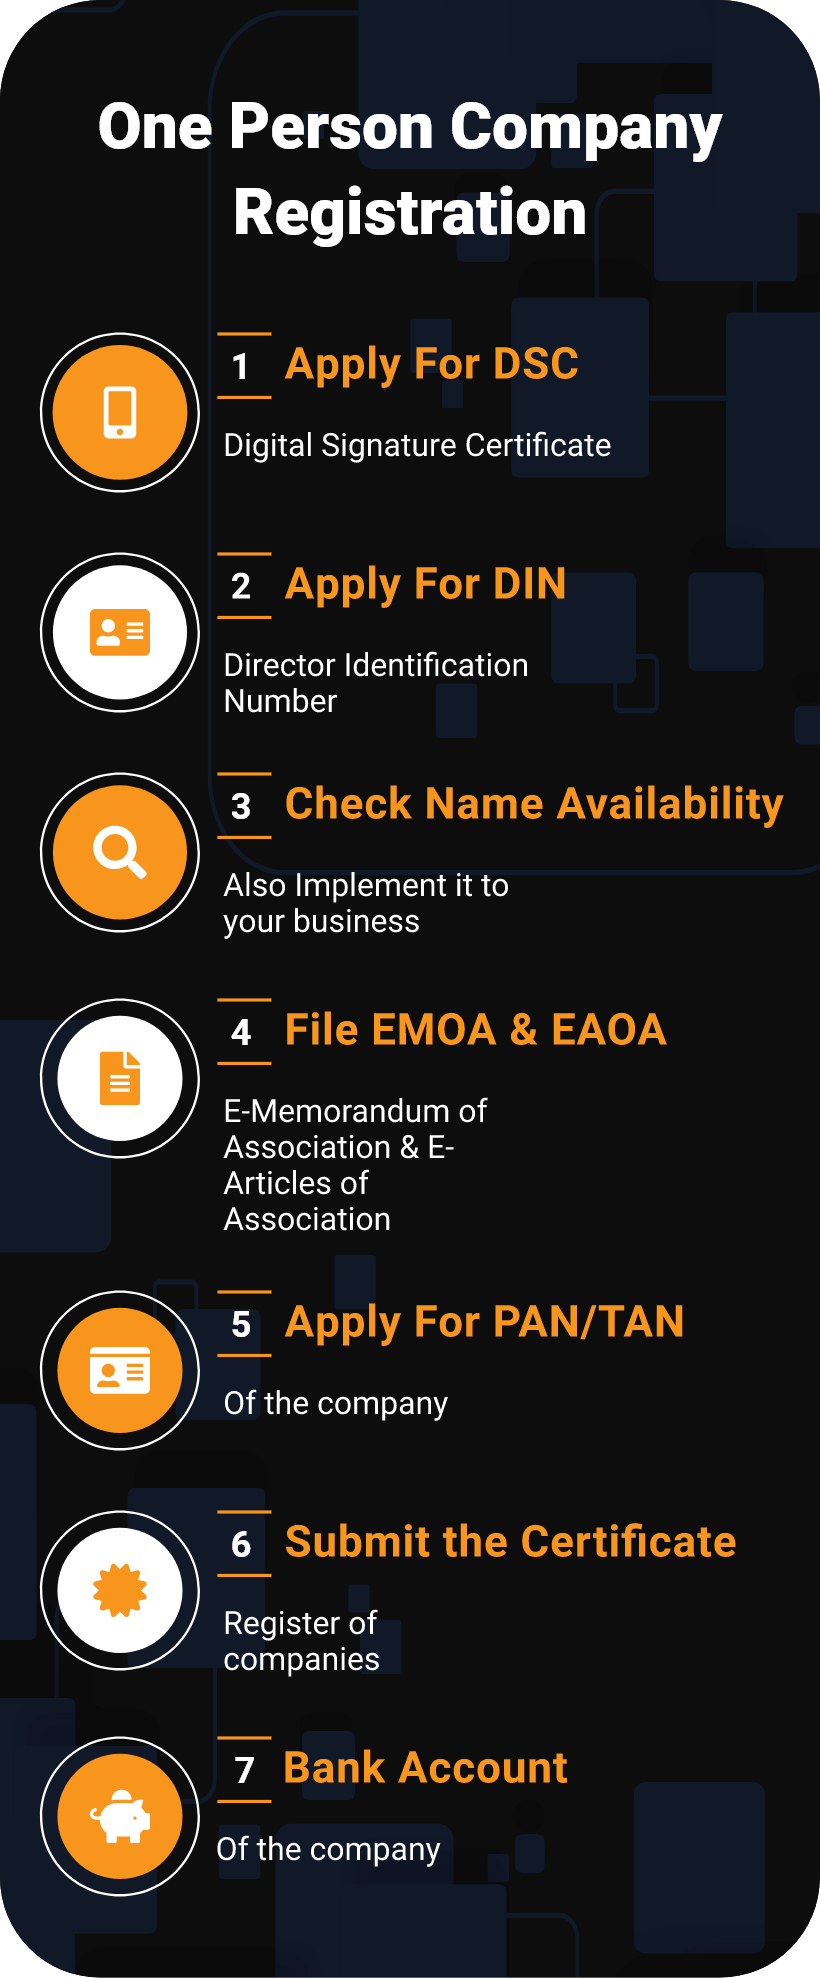 One Person Company
Registration
1 Apply For DSC
Digital Signature Certificate
2 Apply For DIN
Director Identification
Number
3 Check Name Availability
Also Implement it to
your business
4 File EMOA & EAOA
E-Memorandum of
Association & E-
Articles of
Association
5 Apply For PAN/TAN
Of the company
6 Submit the Certificate
Register of
companies
7 Bank Account
Of the company